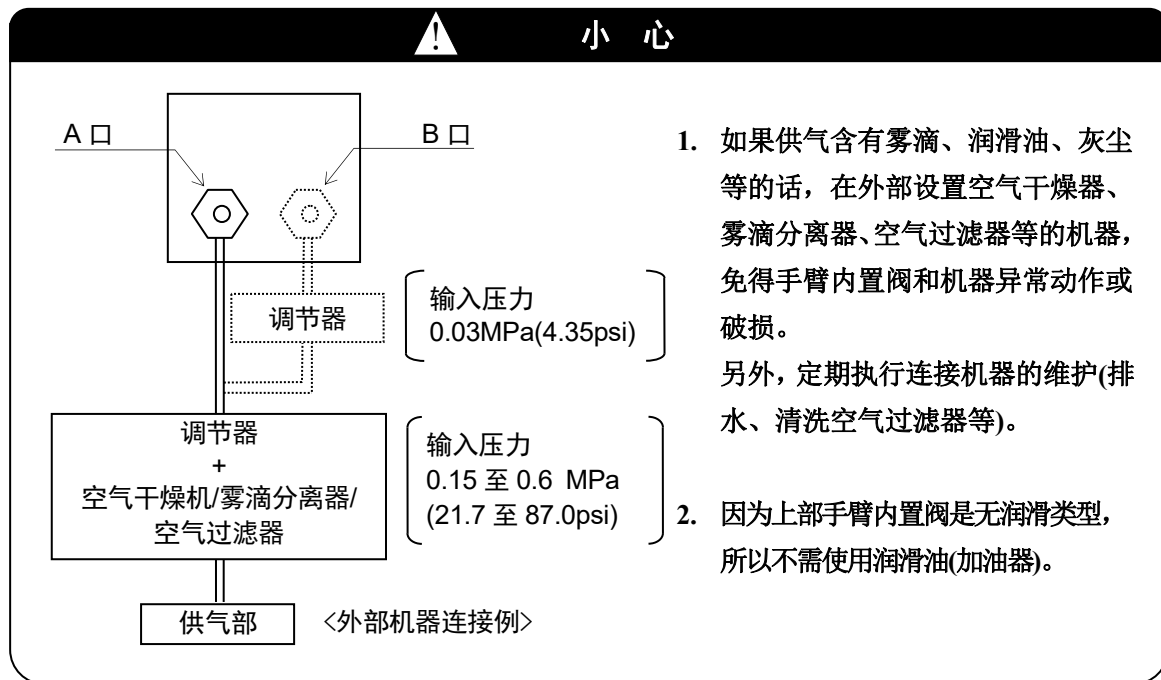 小 心
A 口
B 口
调节器
输入压力
0.03MPa(4.35psi)
调节器
+
空气干燥机/雾滴分离器/
空气过滤器
输入压力
0.15 至 0.6 MPa
(21.7 至 87.0psi)
供气部
<外部机器连接例>
1. 如果供气含有雾滴、润滑油、灰尘
等的话，在外部设置空气干燥器、
雾滴分离器、空气过滤器等的机器，
免得手臂内置阀和机器异常动作或
破损。
另外，定期执行连接机器的维护(排
水、清洗空气过滤器等)。
2. 因为上部手臂内置阀是无润滑类型，
所以不需使用润滑油(加油器)。